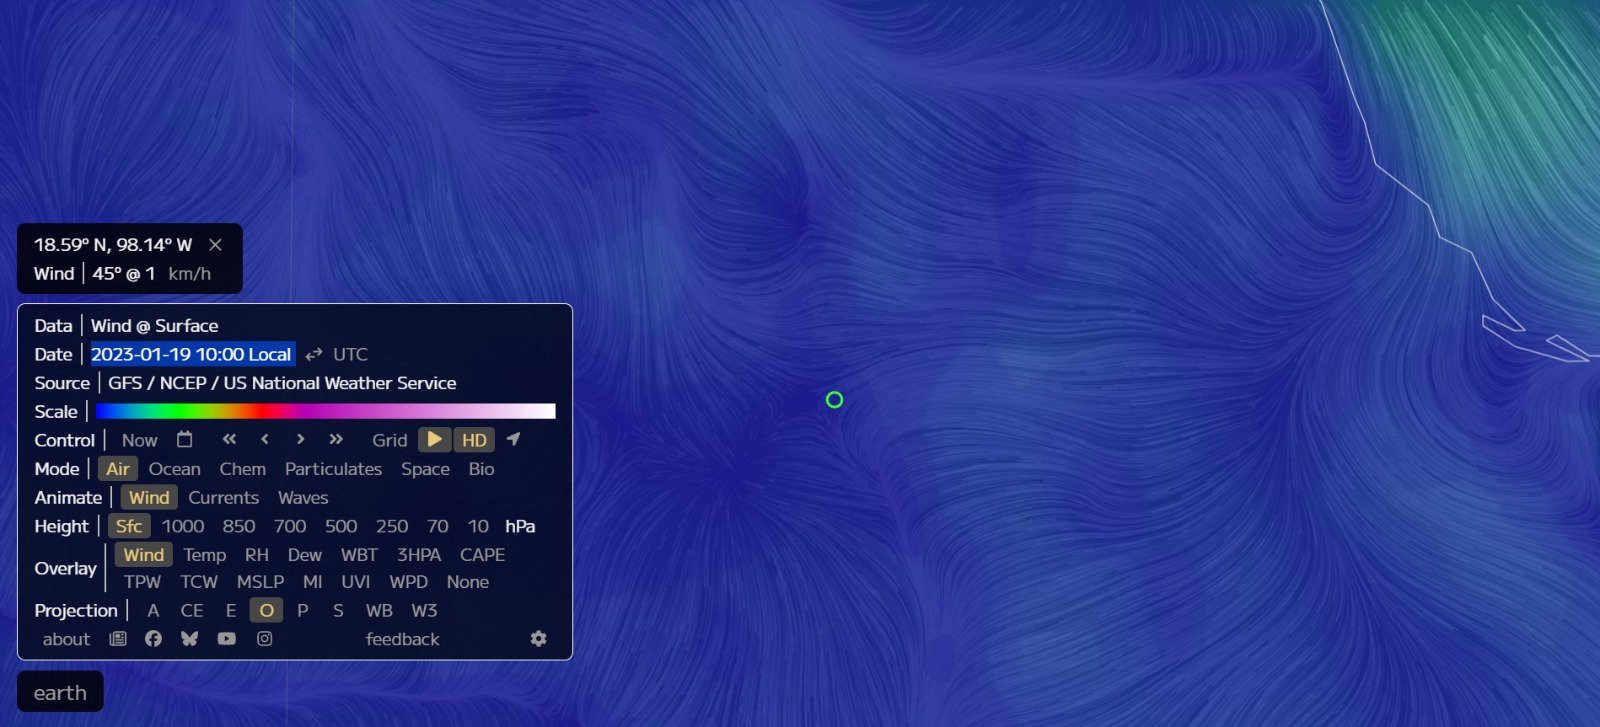 18.59° N, 98.14° W ×
Wind | 45° @ 1 km/h
Data | Wind @ Surface
Date | 2023-01-19 10:00 Local ⇄ UTC
Source | GFS / NCEP / US National Weather Service
Scale |
Control | Now « ‹ › » Grid HD
Mode | Air Ocean Chem Particulates Space Bio
Animate | Wind Currents Waves
Height | Sfc 1000 850 700 500 250 70 10 hPa
Overlay | Wind Temp RH Dew WBT 3HPA CAPE
TPW TCW MSLP MI UVI WPD None
Projection | A CE E O P S WB W3
about feedback
earth